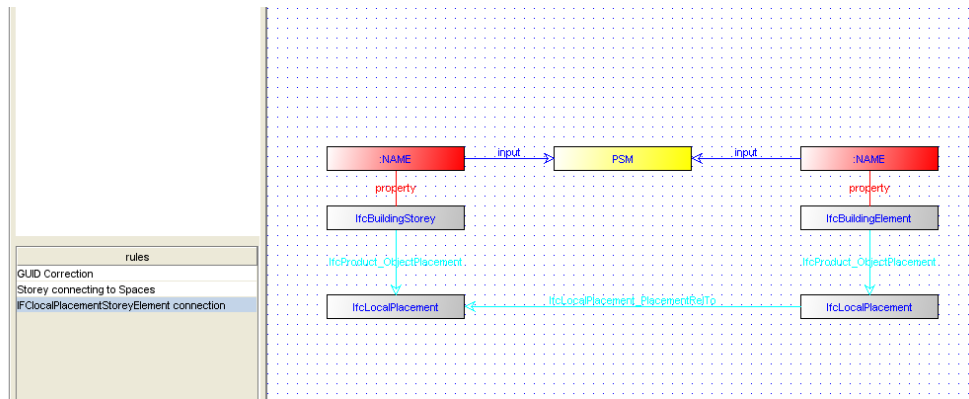 :NAME
input
PSM
input
:NAME
property
property
IfcBuildingStorey
IfcBuildingElement
rules
GUID Correction
IfcProduct_ObjectPlacement
IfcProduct_ObjectPlacement
Storey connecting to Spaces
IFClocalPlacementStoreyElement connection
IfcLocalPlacement
IfcLocalPlacement_PlacementRelTo
IfcLocalPlacement